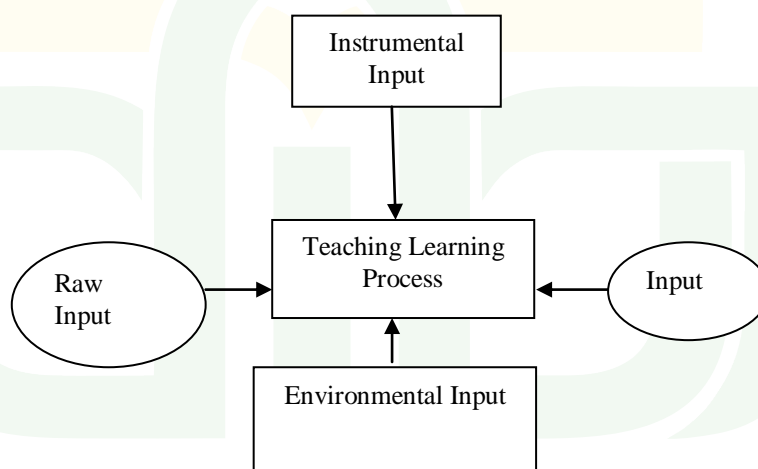 Instrumental
Input
Teaching Learning
Process
Raw
Input
Input
Environmental Input